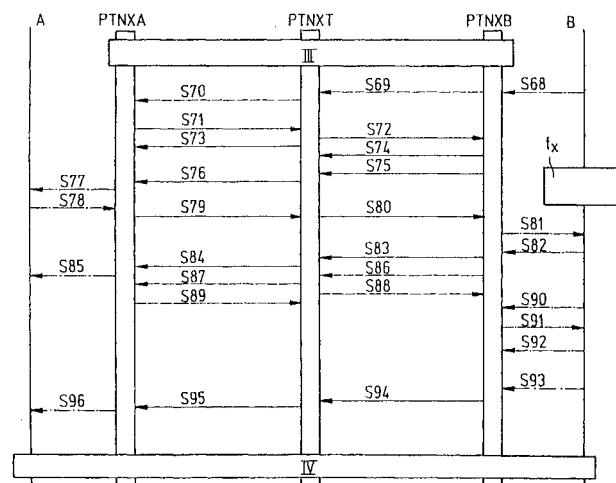 A PTNXA PTNXT PTNXB B
III
S70 S69 S68
S71 S72
S73 S74
S76 S75 fx
S77
S78 S79 S80
S81
S84 S83 S82
S85 S87 S86
S89 S88
S90
S91
S92
S93
S96 S95 S94
IV